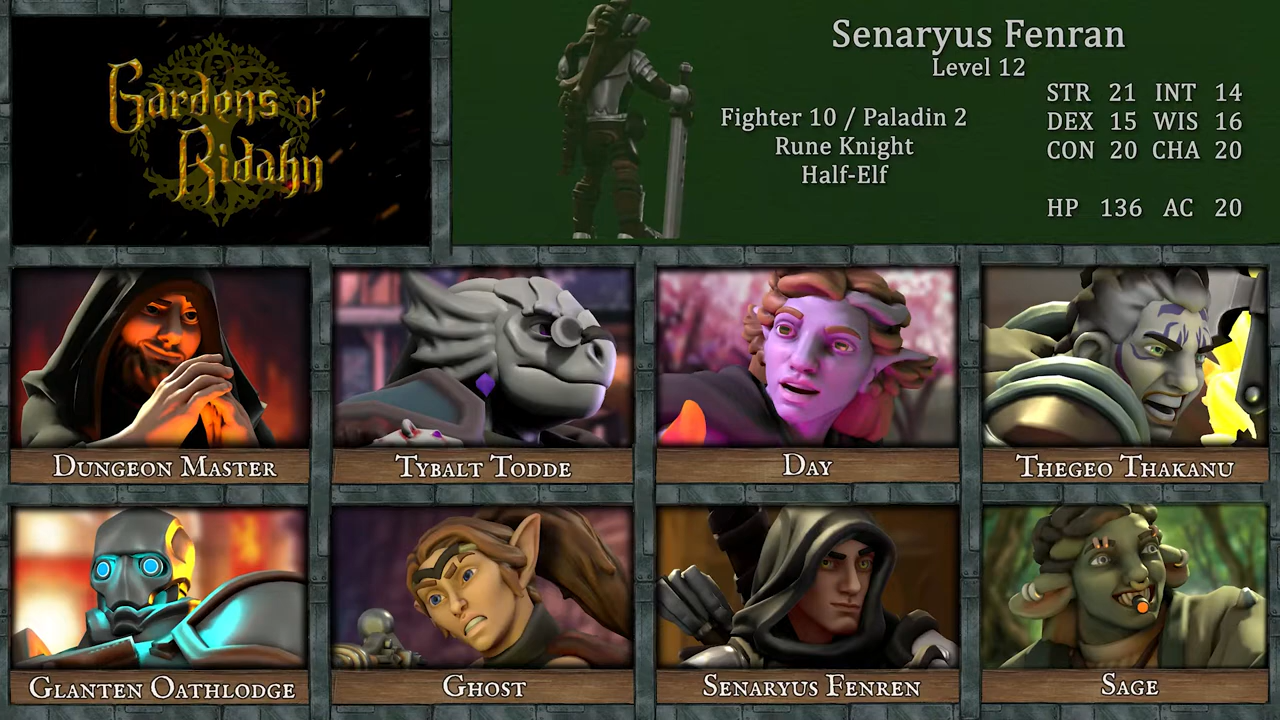 Gardens of
Ridahn
Senaryus Fenran
Level 12
Fighter 10 / Paladin 2
Rune Knight
Half-Elf
STR 21 INT 14
DEX 15 WIS 16
CON 20 CHA 20
HP 136 AC 20
Dungeon Master
Tybalt Todde
Day
Thegeo Thakanu
Glanten Oathlodge
Ghost
Senaryus Fenren
Sage